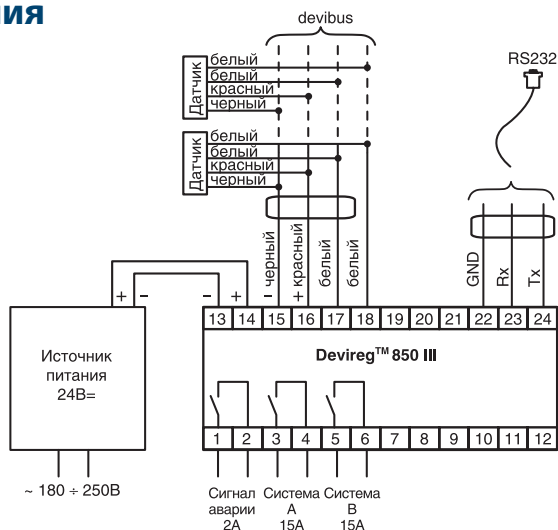 ния
devibus
RS232
Датчик
белый
белый
красный
черный
Датчик
белый
белый
красный
черный
– черный
+ красный
белый
белый
GND
Rx
Tx
+ –
– +
13 14 15 16 17 18 19 20 21 22 23 24
Источник
питания
24В=
Devireg™ 850 III
1 2 3 4 5 6 7 8 9 10 11 12
~ 180 ÷ 250В
Сигнал
аварии
2А
Система
А
15А
Система
В
15А